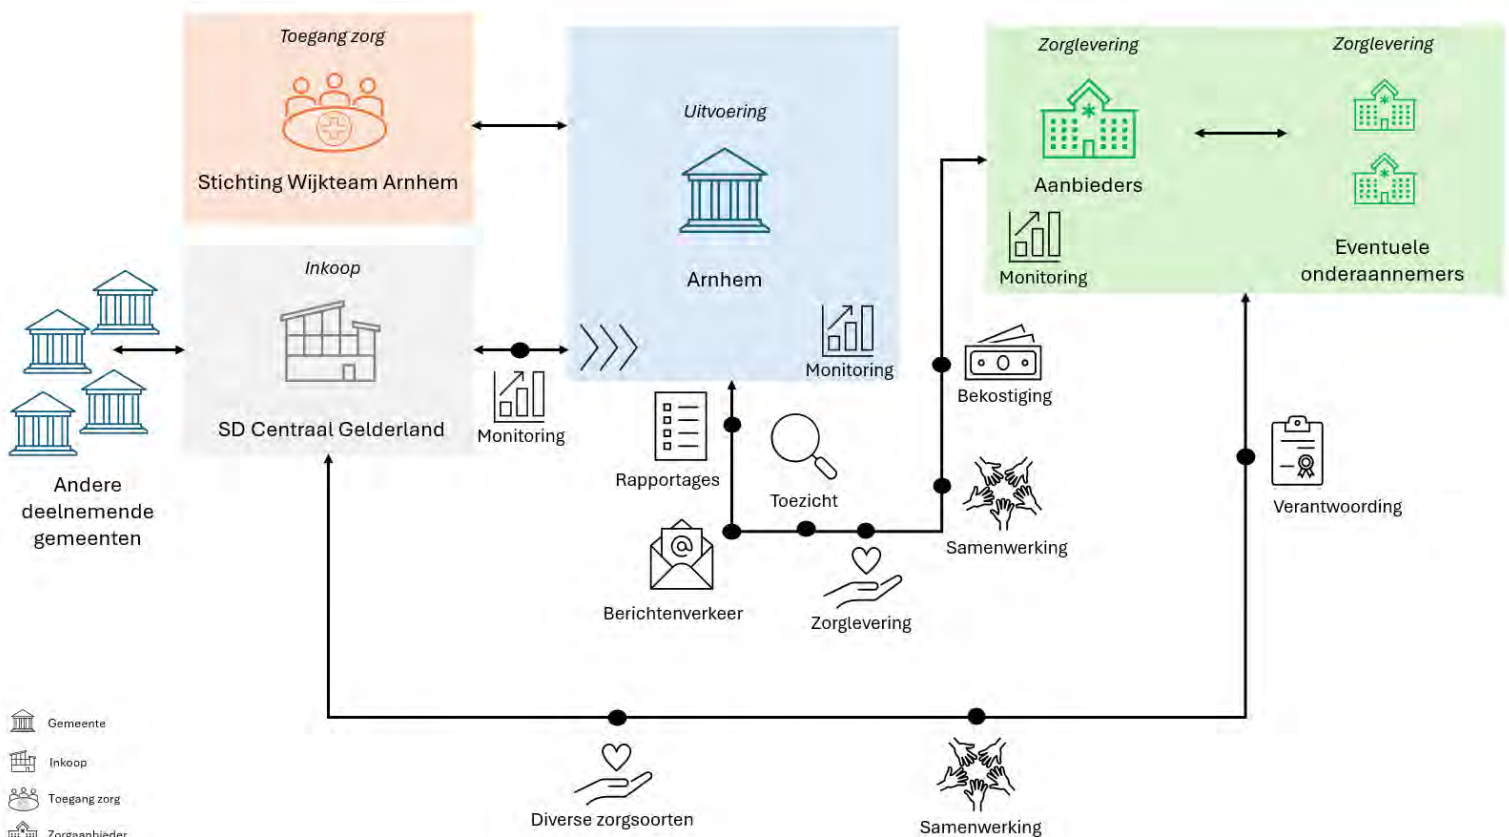 Toegang zorg
Stichting Wijkteam Arnhem
Uitvoering
Arnhem
Monitoring
Zorglevering
Aanbieders
Monitoring
Zorglevering
Eventuele
onderaannemers
Inkoop
SD Centraal Gelderland
Monitoring
Andere
deelnemende
gemeenten
Rapportages
Toezicht
Berichtenverkeer
Zorglevering
Bekostiging
Samenwerking
Verantwoording
Diverse zorgsoorten
Samenwerking
Gemeente
Inkoop
Toegang zorg
Zorgaanbieder